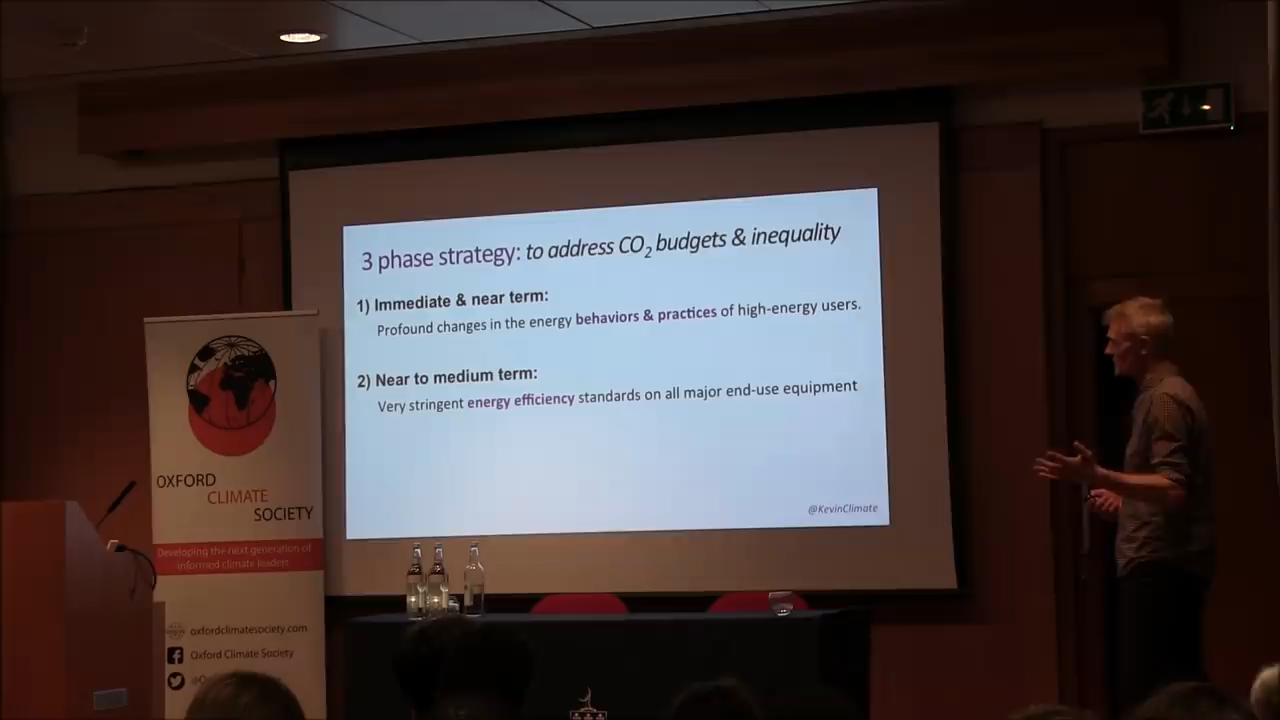 3 phase strategy: to address CO2 budgets & inequality
1) Immediate & near term:
Profound changes in the energy behaviors & practices of high-energy users.
2) Near to medium term:
Very stringent energy efficiency standards on all major end-use equipment
@KevinClimate
OXFORD
CLIMATE
SOCIETY
Developing the next generation of
informed climate leaders
oxfordclimatesociety.com
Oxford Climate Society